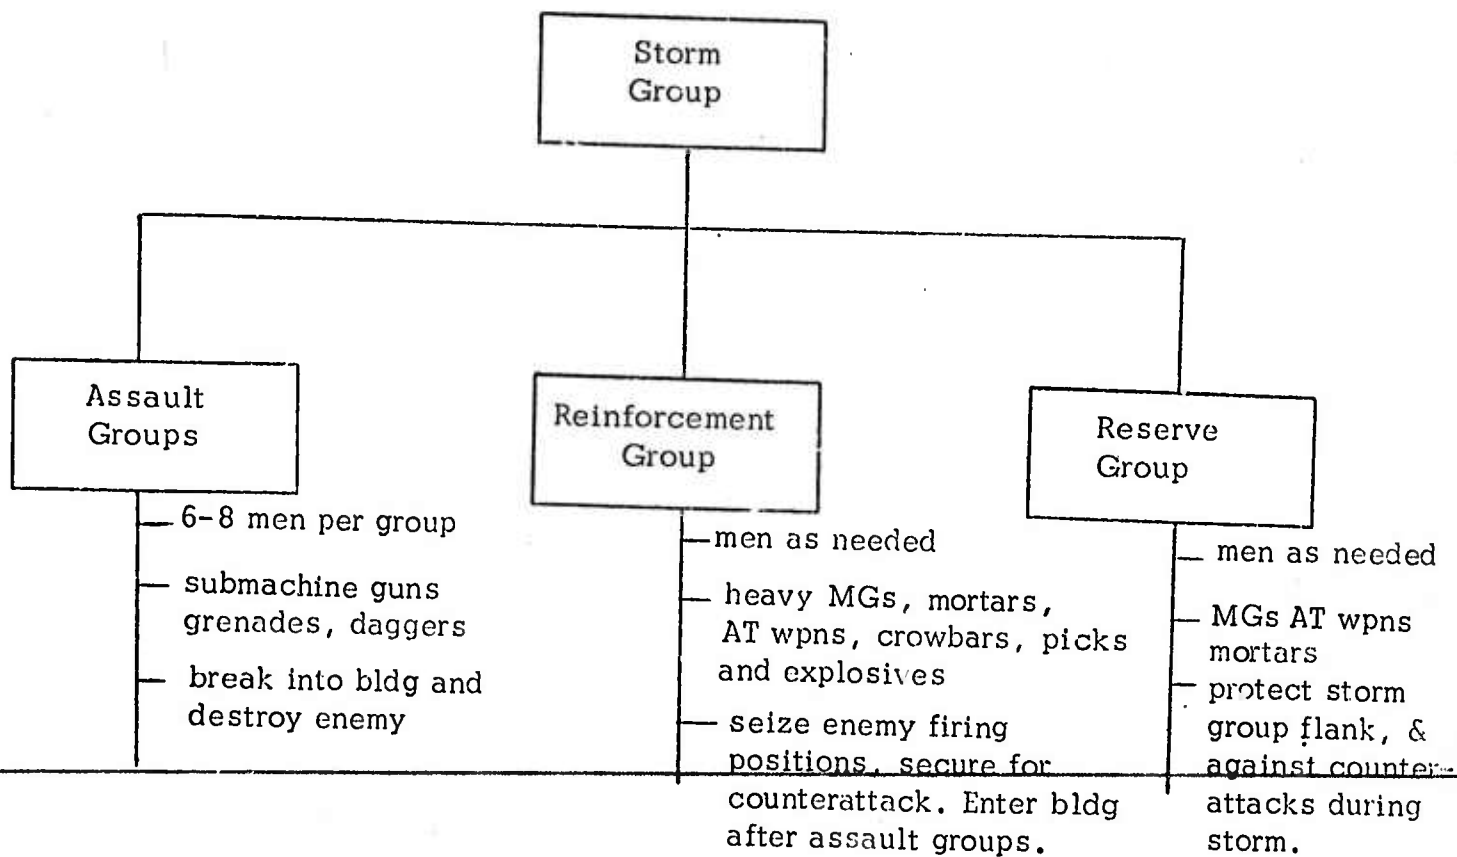 Storm
Group
Assault
Groups
6-8 men per group
submachine guns
grenades, daggers
break into bldg and
destroy enemy
Reinforcement
Group
men as needed
heavy MGs, mortars,
AT wpns, crowbars, picks
and explosives
seize enemy firing
positions, secure for
counterattack. Enter bldg
after assault groups.
Reserve
Group
men as needed
MGs AT wpns
mortars
protect storm
group flank, &
against counter-
attacks during
storm.